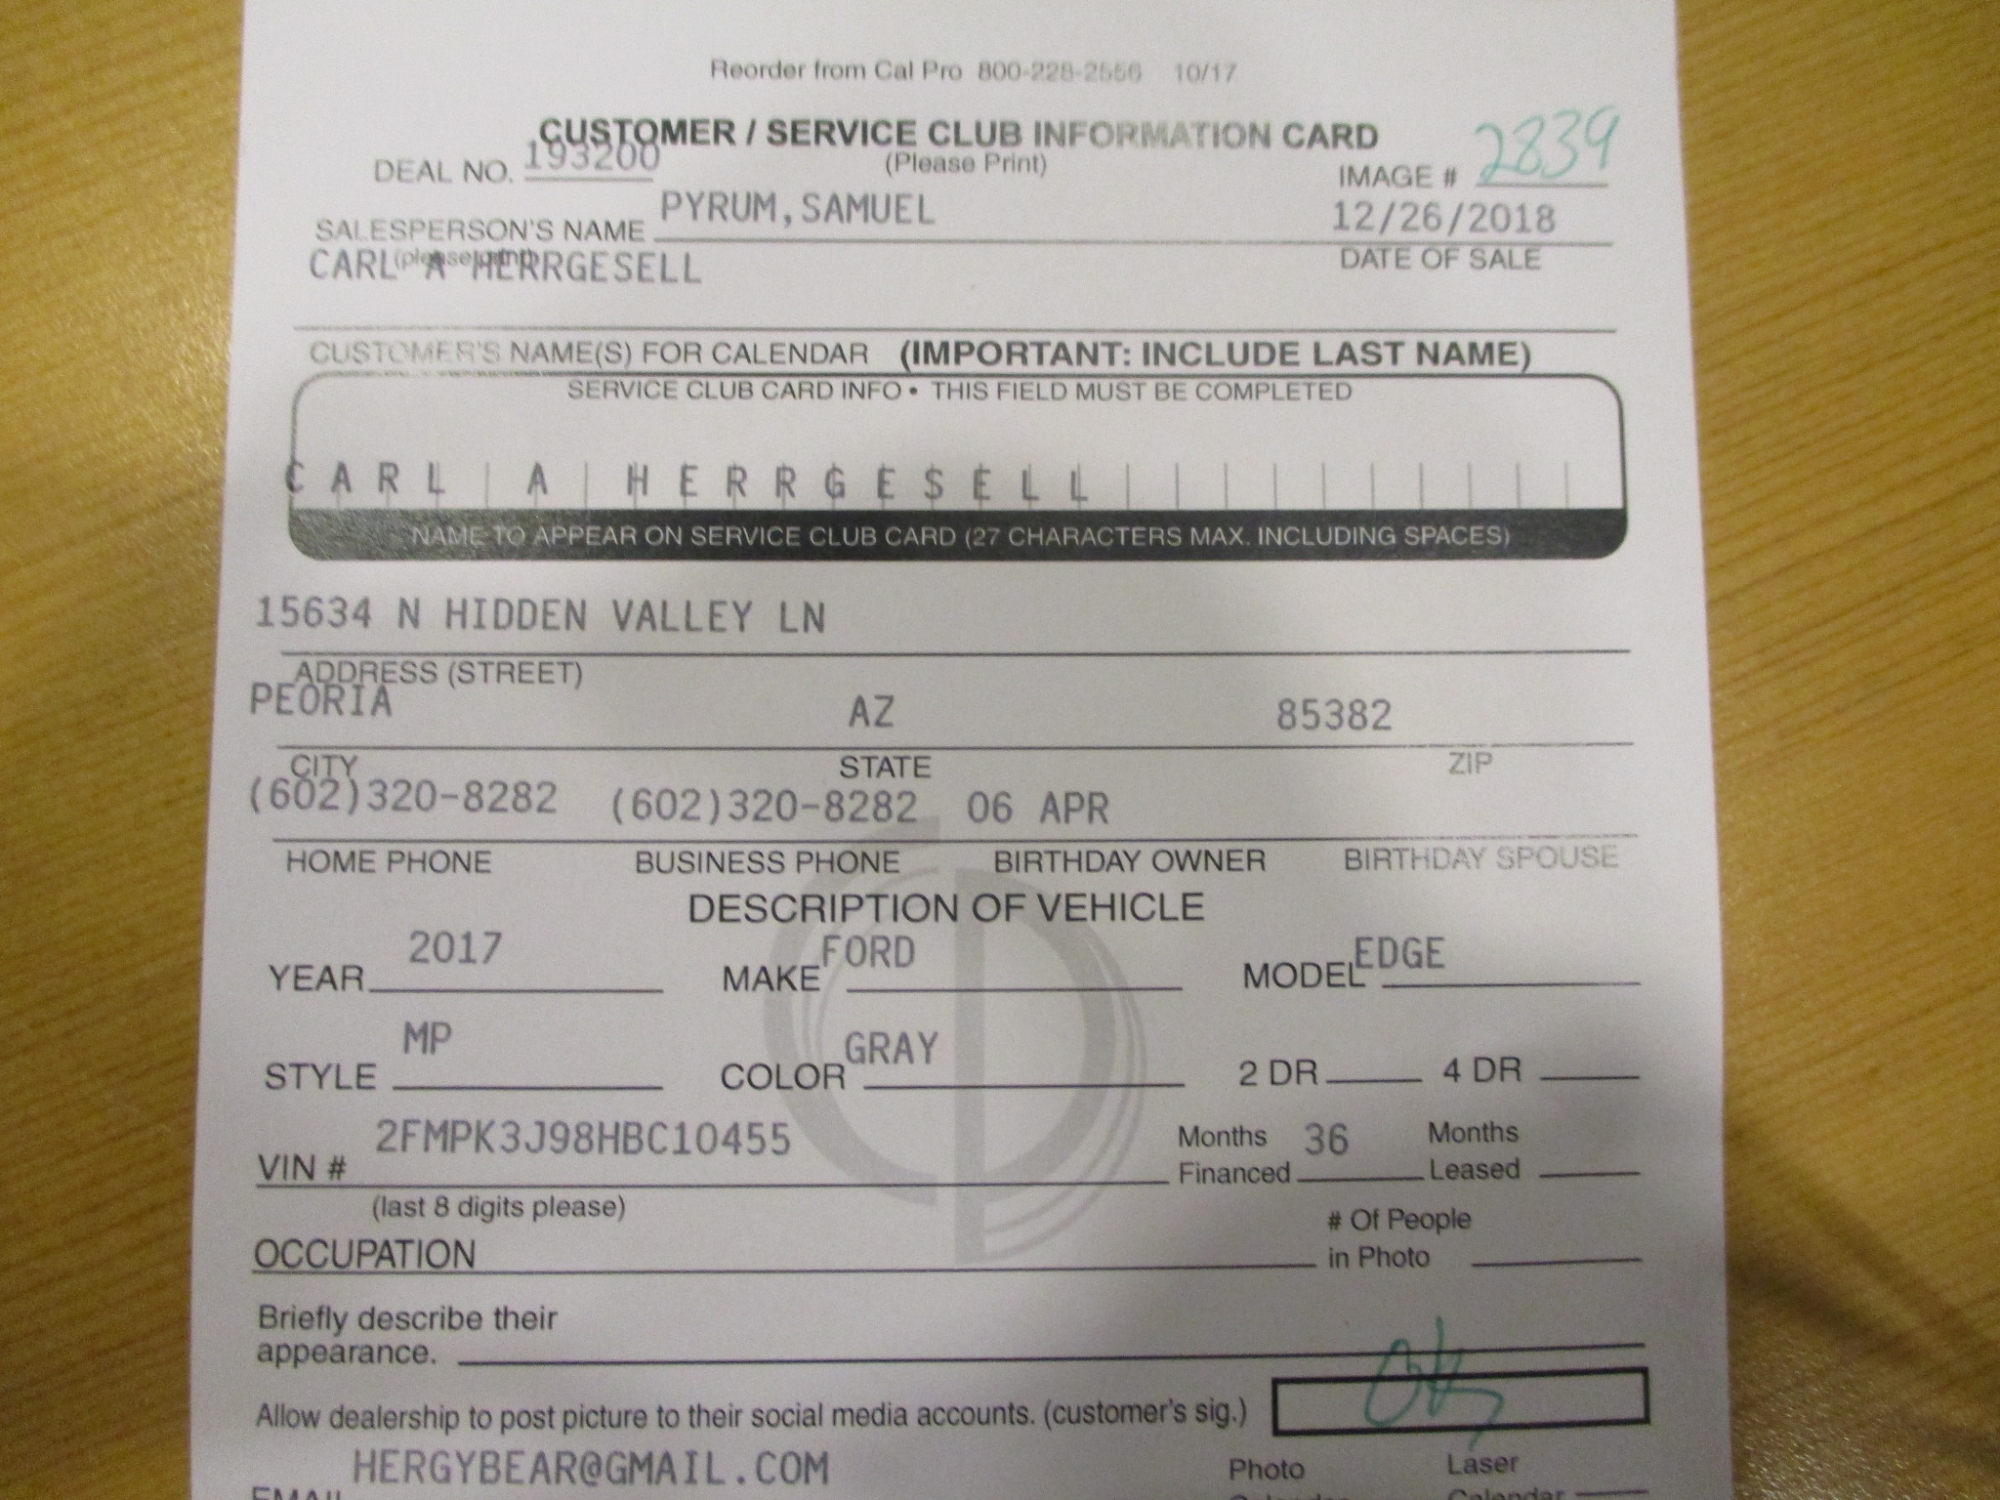 Reorder from Cal Pro 800-228-2556 10/17
CUSTOMER / SERVICE CLUB INFORMATION CARD
(Please Print)
DEAL NO. 193200
IMAGE # 2839
SALESPERSON'S NAME PYRUM, SAMUEL 12/26/2018
(please print) DATE OF SALE
CARL A HERRGESELL
CUSTOMER'S NAME(S) FOR CALENDAR (IMPORTANT: INCLUDE LAST NAME)
SERVICE CLUB CARD INFO • THIS FIELD MUST BE COMPLETED
CARL A HERRGESELL
NAME TO APPEAR ON SERVICE CLUB CARD (27 CHARACTERS MAX. INCLUDING SPACES)
15634 N HIDDEN VALLEY LN
ADDRESS (STREET)
PEORIA AZ 85382
CITY STATE ZIP
(602)320-8282 (602)320-8282 06 APR
HOME PHONE BUSINESS PHONE BIRTHDAY OWNER BIRTHDAY SPOUSE
DESCRIPTION OF VEHICLE
YEAR 2017 MAKE FORD MODEL EDGE
STYLE MP COLOR GRAY 2 DR 4 DR
VIN # 2FMPK3J98HBC10455 Months Financed 36 Months Leased
(last 8 digits please)
OCCUPATION # Of People in Photo
Briefly describe their
appearance.
Allow dealership to post picture to their social media accounts. (customer's sig.) ok
HERGYBEAR@GMAIL.COM Photo Laser
EMAIL Calendar Calendar